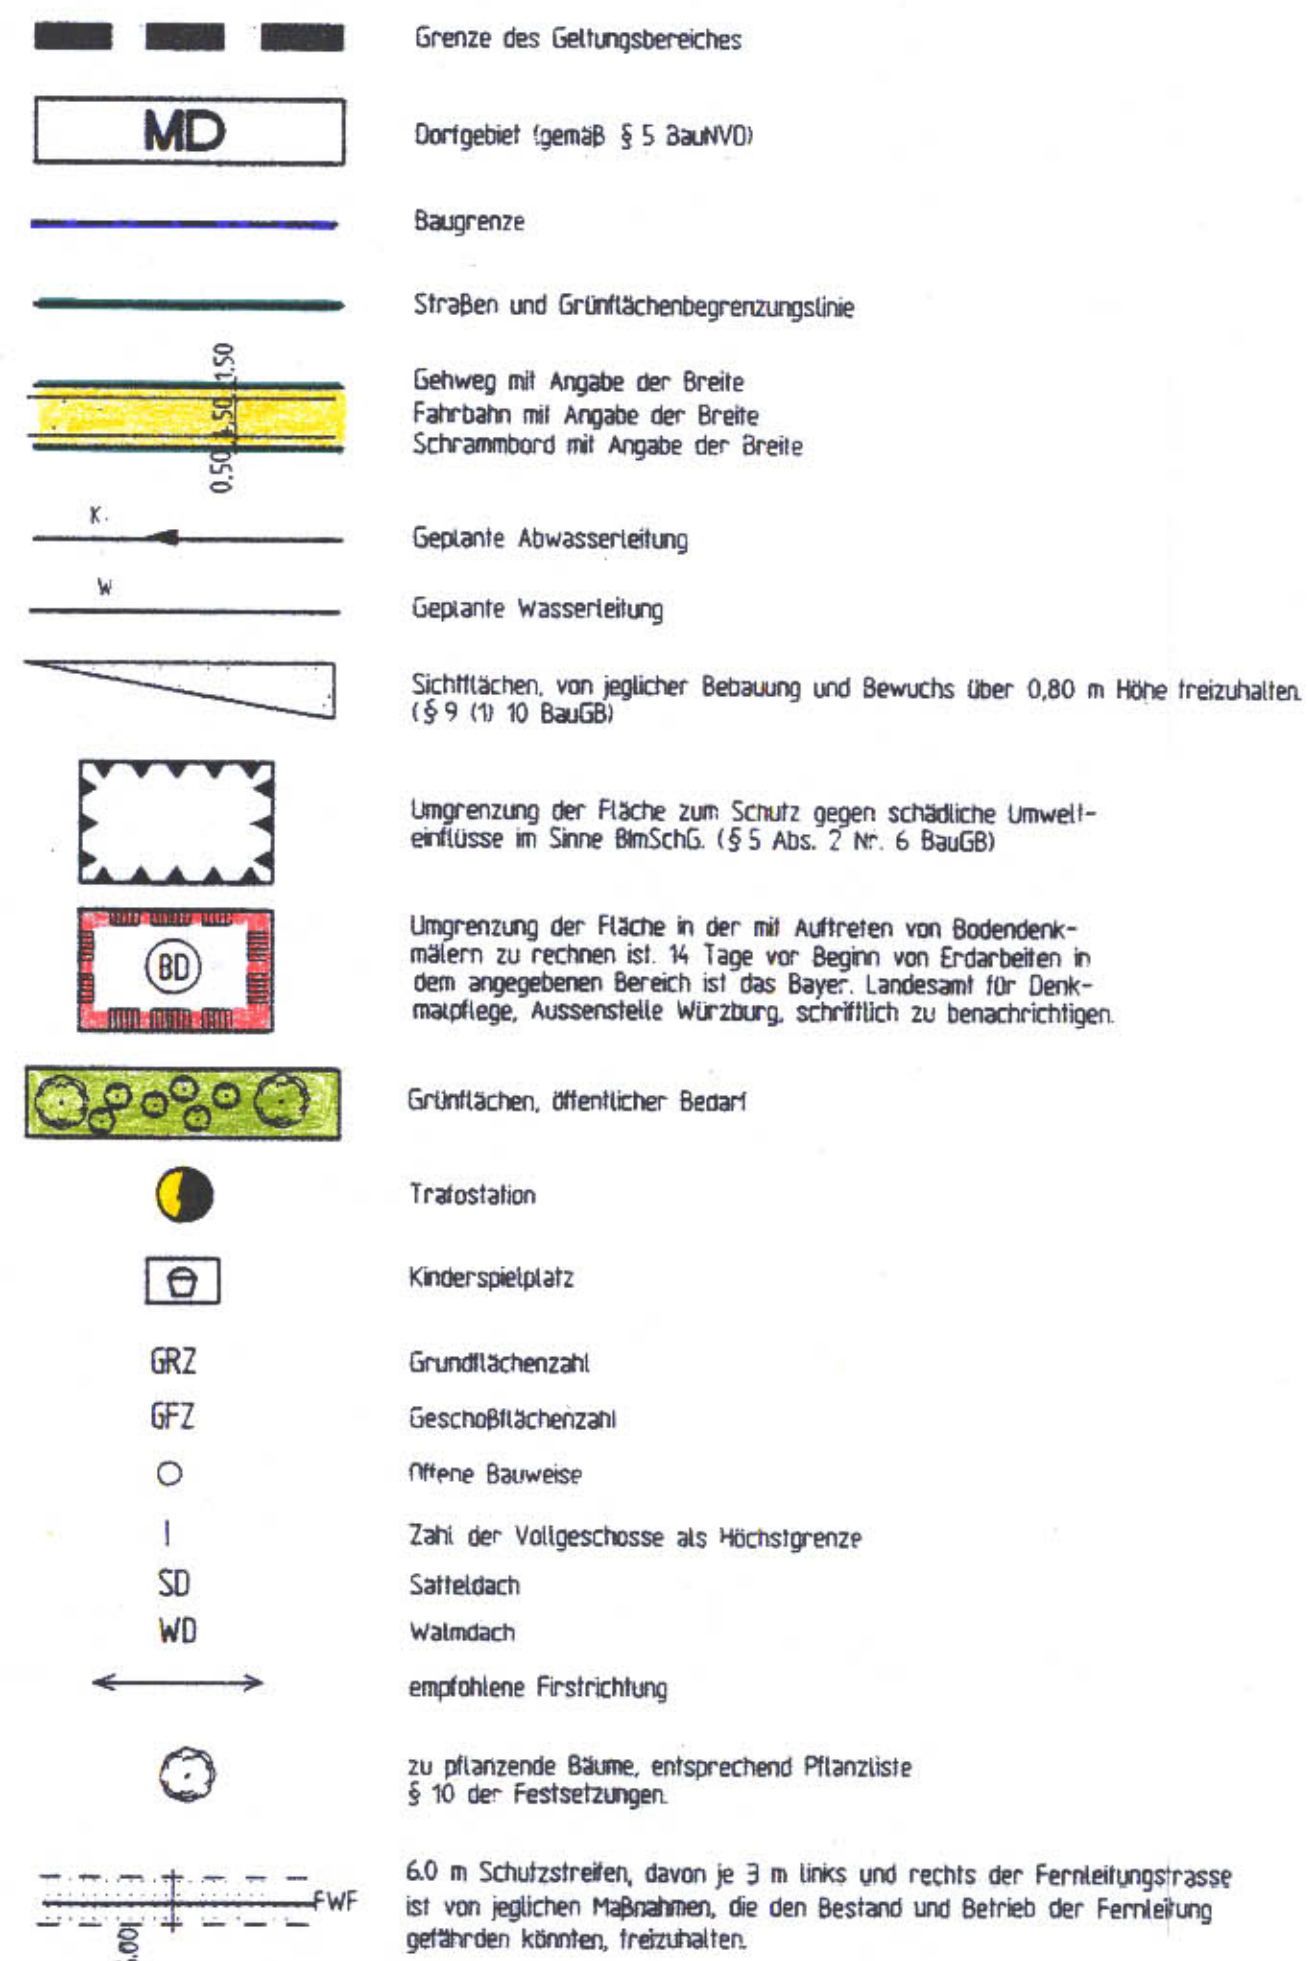 Grenze des Geltungsbereiches
MD
Dorfgebiet (gemäß § 5 BauNVO)
Baugrenze
Straßen und Grünflächenbegrenzungslinie
1.50
Gehweg mit Angabe der Breite
Fahrbahn mit Angabe der Breite
Schrammbord mit Angabe der Breite
0.50
K.
Geplante Abwasserleitung
W
Geplante Wasserleitung
Sichtflächen, von jeglicher Bebauung und Bewuchs über 0,80 m Höhe freizuhalten.
(§ 9 (1) 10 BauGB)
Umgrenzung der Fläche zum Schutz gegen schädliche Umwelt-
einflüsse im Sinne BImSchG. (§ 5 Abs. 2 Nr. 6 BauGB)
BD
Umgrenzung der Fläche in der mit Auftreten von Bodendenk-
mälern zu rechnen ist. 14 Tage vor Beginn von Erdarbeiten in
dem angegebenen Bereich ist das Bayer. Landesamt für Denk-
malpflege, Aussenstelle Würzburg, schriftlich zu benachrichtigen.
Grünflächen, öffentlicher Bedarf
Trafostation
Kinderspielplatz
GRZ
Grundflächenzahl
GFZ
Geschoßflächenzahl
O
Offene Bauweise
I
Zahl der Vollgeschosse als Höchstgrenze
SD
Satteldach
WD
Walmdach
empfohlene Firstrichtung
zu pflanzende Bäume, entsprechend Pflanzliste
§ 10 der Festsetzungen.
6.0 m Schutzstreifen, davon je 3 m links und rechts der Fernleitungstrasse
FWF
ist von jeglichen Maßnahmen, die den Bestand und Betrieb der Fernleitung
gefährden könnten, freizuhalten.